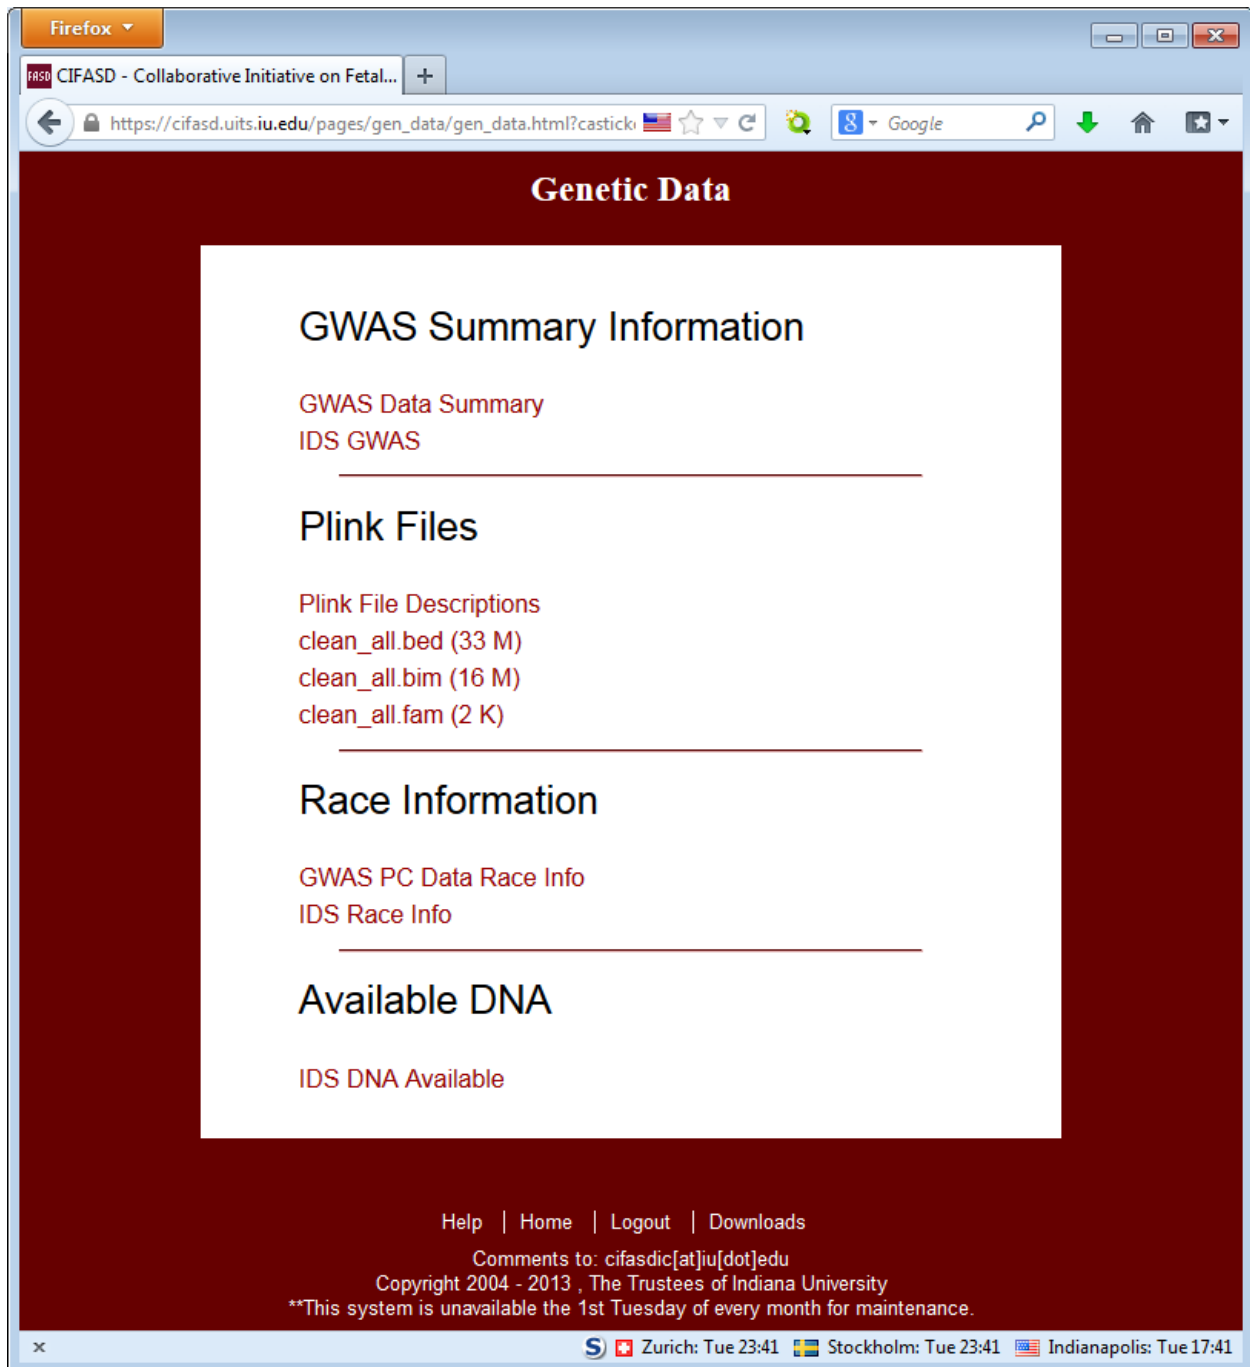 Firefox
FASD CIFASD - Collaborative Initiative on Fetal... +
https://cifasd.uits.iu.edu/pages/gen_data/gen_data.html?castick 8 Google
Genetic Data
GWAS Summary Information
GWAS Data Summary
IDS GWAS
Plink Files
Plink File Descriptions
clean_all.bed (33 M)
clean_all.bim (16 M)
clean_all.fam (2 K)
Race Information
GWAS PC Data Race Info
IDS Race Info
Available DNA
IDS DNA Available
Help | Home | Logout | Downloads
Comments to: cifasdic[at]iu[dot]edu
Copyright 2004 - 2013 , The Trustees of Indiana University
**This system is unavailable the 1st Tuesday of every month for maintenance.
x S Zurich: Tue 23:41 Stockholm: Tue 23:41 Indianapolis: Tue 17:41